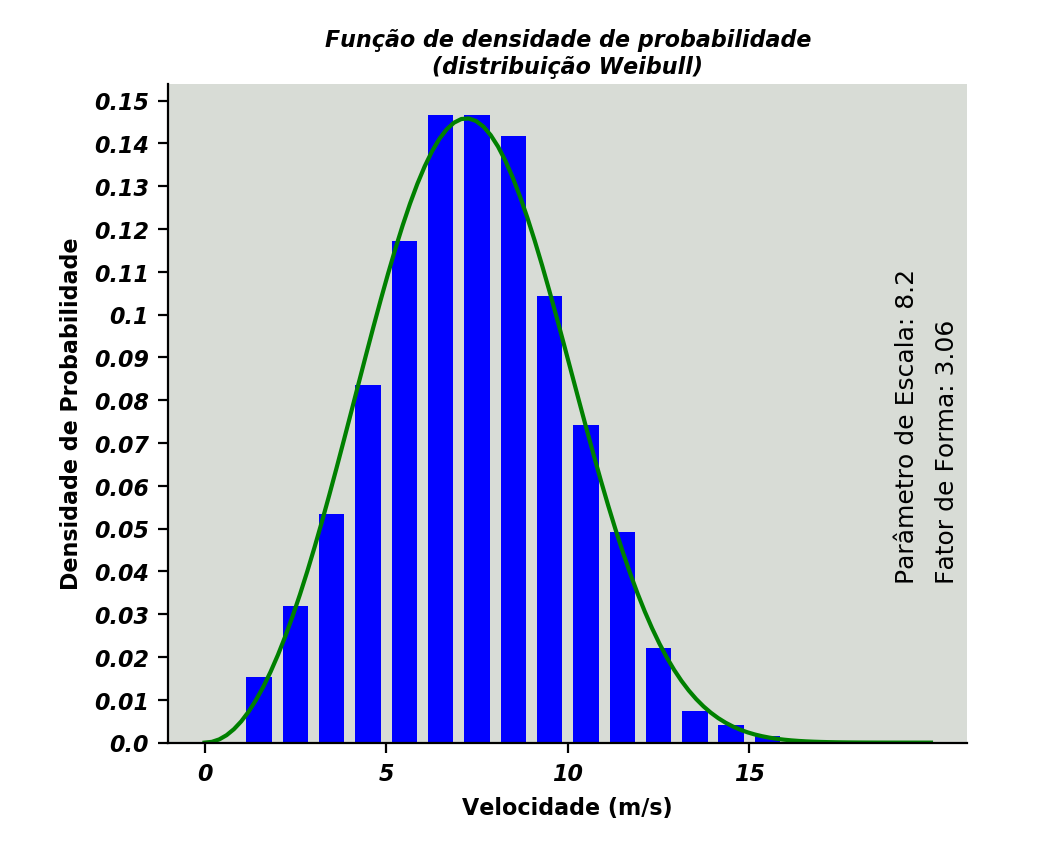 Função de densidade de probabilidade
(distribuição Weibull)
Densidade de Probabilidade
0.15
0.14
0.13
0.12
0.11
0.1
0.09
0.08
0.07
0.06
0.05
0.04
0.03
0.02
0.01
0.0
Parâmetro de Escala: 8.2
Fator de Forma: 3.06
0 5 10 15
Velocidade (m/s)